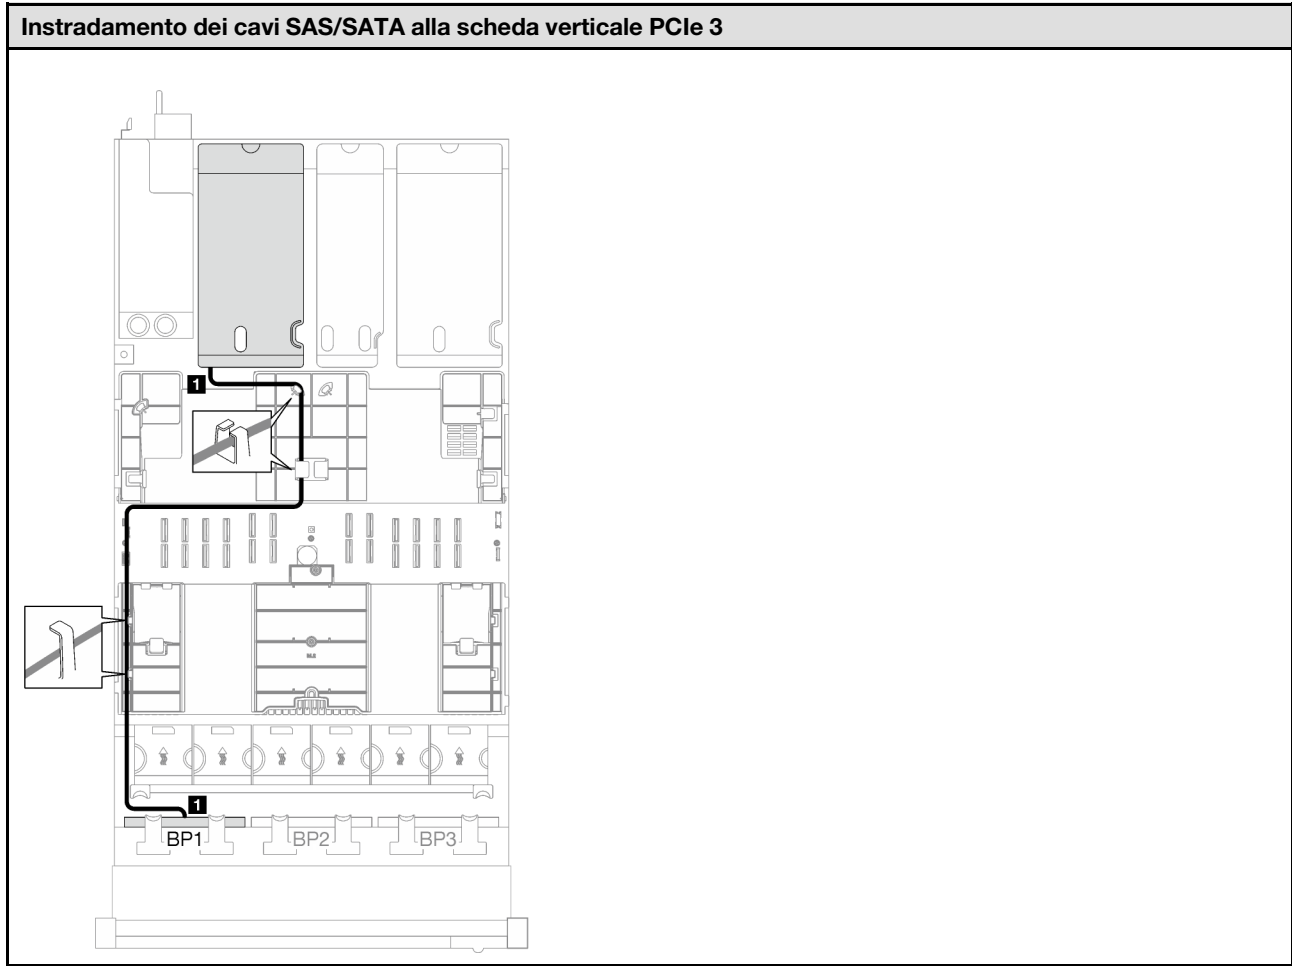 Instradamento dei cavi SAS/SATA alla scheda verticale PCIe 3
1
1
BP1
BP2
BP3